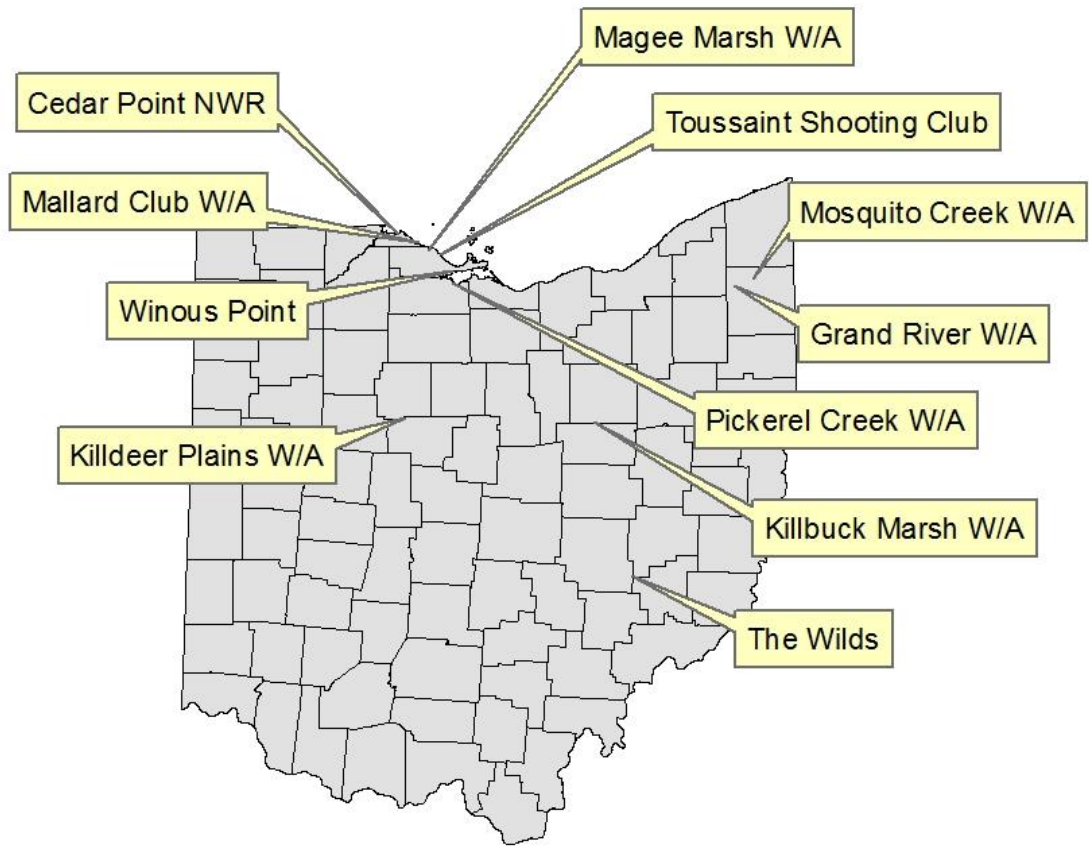 Magee Marsh W/A
Cedar Point NWR
Toussaint Shooting Club
Mallard Club W/A
Mosquito Creek W/A
Winous Point
Grand River W/A
Pickerel Creek W/A
Killdeer Plains W/A
Killbuck Marsh W/A
The Wilds